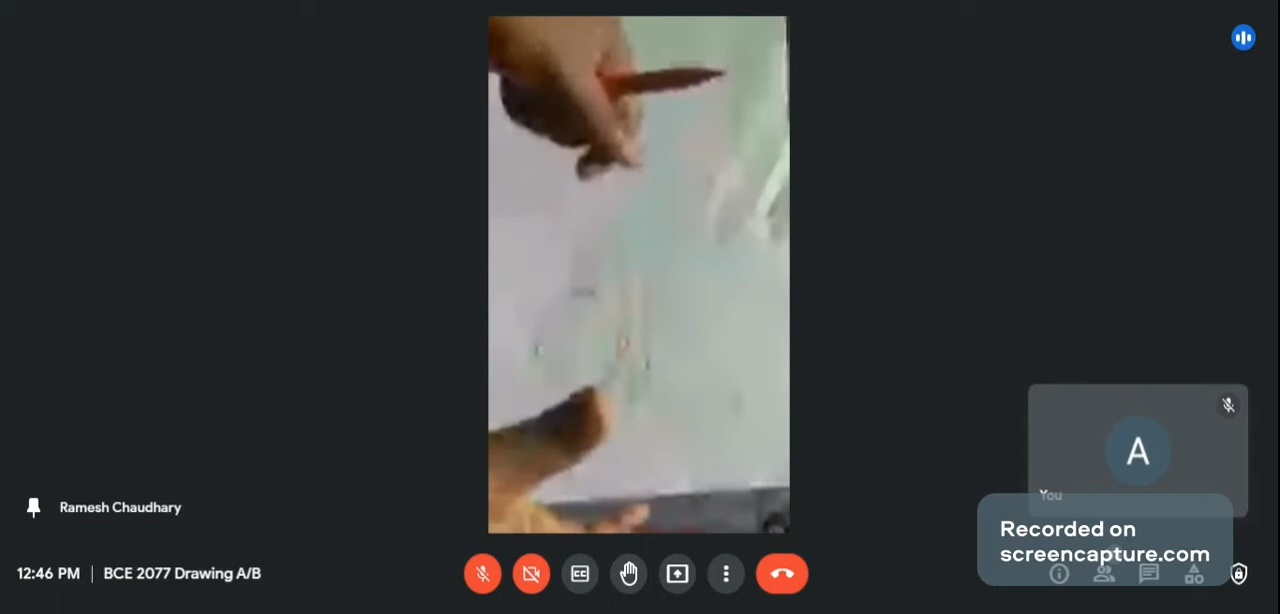 A
You
Ramesh Chaudhary
Recorded on
screencapture.com
12:46 PM | BCE 2077 Drawing A/B
CC